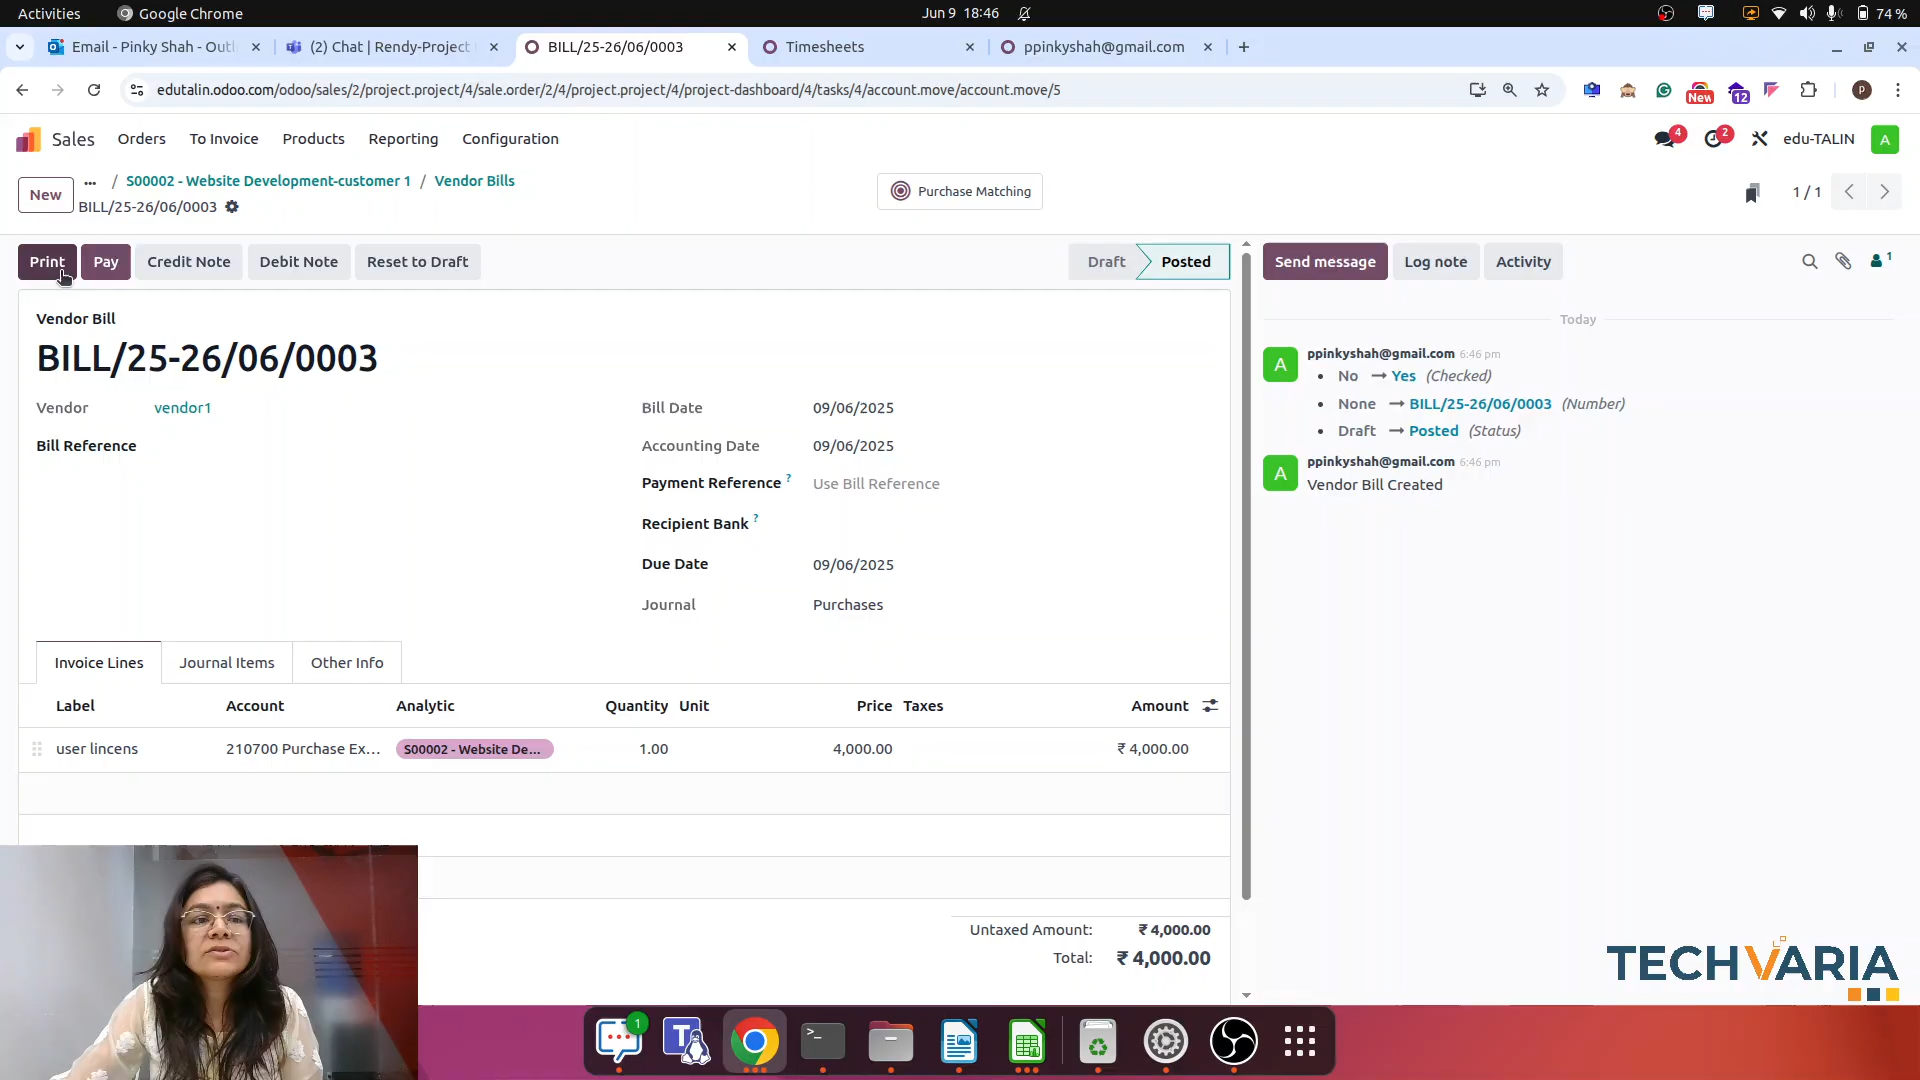 Activities
Google Chrome
Jun 9 18:46
74 %
Email - Pinky Shah - Outl
(2) Chat | Rendy-Project
BILL/25-26/06/0003
Timesheets
ppinkyshah@gmail.com
edutalin.odoo.com/odoo/sales/2/project.project/4/sale.order/2/4/project.project/4/project-dashboard/4/tasks/4/account.move/account.move/5
New
12
P
Sales
Orders
To Invoice
Products
Reporting
Configuration
4
2
edu-TALIN
A
New
... / S00002 - Website Development-customer 1 / Vendor Bills
BILL/25-26/06/0003
Purchase Matching
1 / 1
Print
Pay
Credit Note
Debit Note
Reset to Draft
Draft
Posted
Send message
Log note
Activity
1
Vendor Bill
BILL/25-26/06/0003
Vendor
vendor1
Bill Reference
Bill Date
09/06/2025
Accounting Date
09/06/2025
Payment Reference ?
Use Bill Reference
Recipient Bank ?
Due Date
09/06/2025
Journal
Purchases
Today
A
ppinkyshah@gmail.com 6:46 pm
• No → Yes (Checked)
• None → BILL/25-26/06/0003 (Number)
• Draft → Posted (Status)
A
ppinkyshah@gmail.com 6:46 pm
Vendor Bill Created
Invoice Lines
Journal Items
Other Info
Label
Account
Analytic
Quantity
Unit
Price
Taxes
Amount
user lincens
210700 Purchase Ex...
S00002 - Website De...
1.00
4,000.00
₹ 4,000.00
Untaxed Amount:
₹ 4,000.00
Total:
₹ 4,000.00
TECHVARIA
1
T
>_